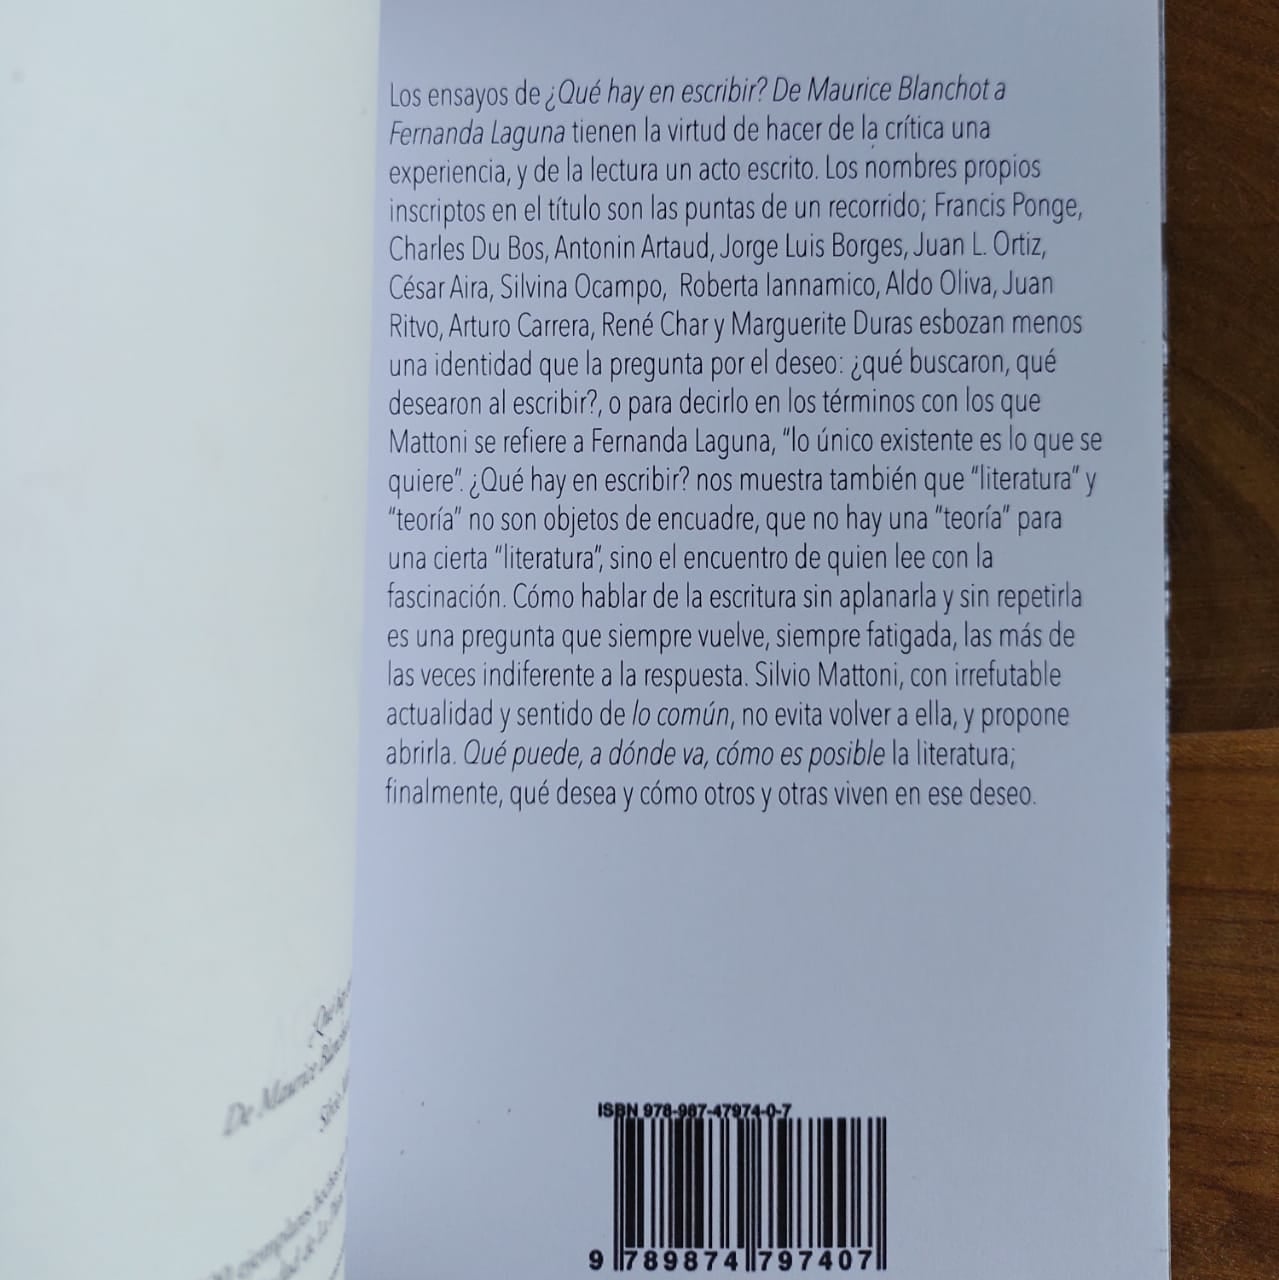 Los ensayos de ¿Qué hay en escribir? De Maurice Blanchot a
Fernanda Laguna tienen la virtud de hacer de la crítica una
experiencia, y de la lectura un acto escrito. Los nombres propios
inscriptos en el título son las puntas de un recorrido; Francis Ponge,
Charles Du Bos, Antonin Artaud, Jorge Luis Borges, Juan L. Ortiz,
César Aira, Silvina Ocampo, Roberta Iannamico, Aldo Oliva, Juan
Ritvo, Arturo Carrera, René Char y Marguerite Duras esbozan menos
una identidad que la pregunta por el deseo: ¿qué buscaron, qué
desearon al escribir?, o para decirlo en los términos con los que
Mattoni se refiere a Fernanda Laguna, "lo único existente es lo que se
quiere". ¿Qué hay en escribir? nos muestra también que "literatura" y
"teoría" no son objetos de encuadre, que no hay una "teoría" para
una cierta "literatura", sino el encuentro de quien lee con la
fascinación. Cómo hablar de la escritura sin aplanarla y sin repetirla
es una pregunta que siempre vuelve, siempre fatigada, las más de
las veces indiferente a la respuesta. Silvio Mattoni, con irrefutable
actualidad y sentido de lo común, no evita volver a ella, y propone
abrirla. Qué puede, a dónde va, cómo es posible la literatura;
finalmente, qué desea y cómo otros y otras viven en ese deseo.
De Maurice
ejemplares
ISBN 978-987-47974-0-7
9 789874 797407